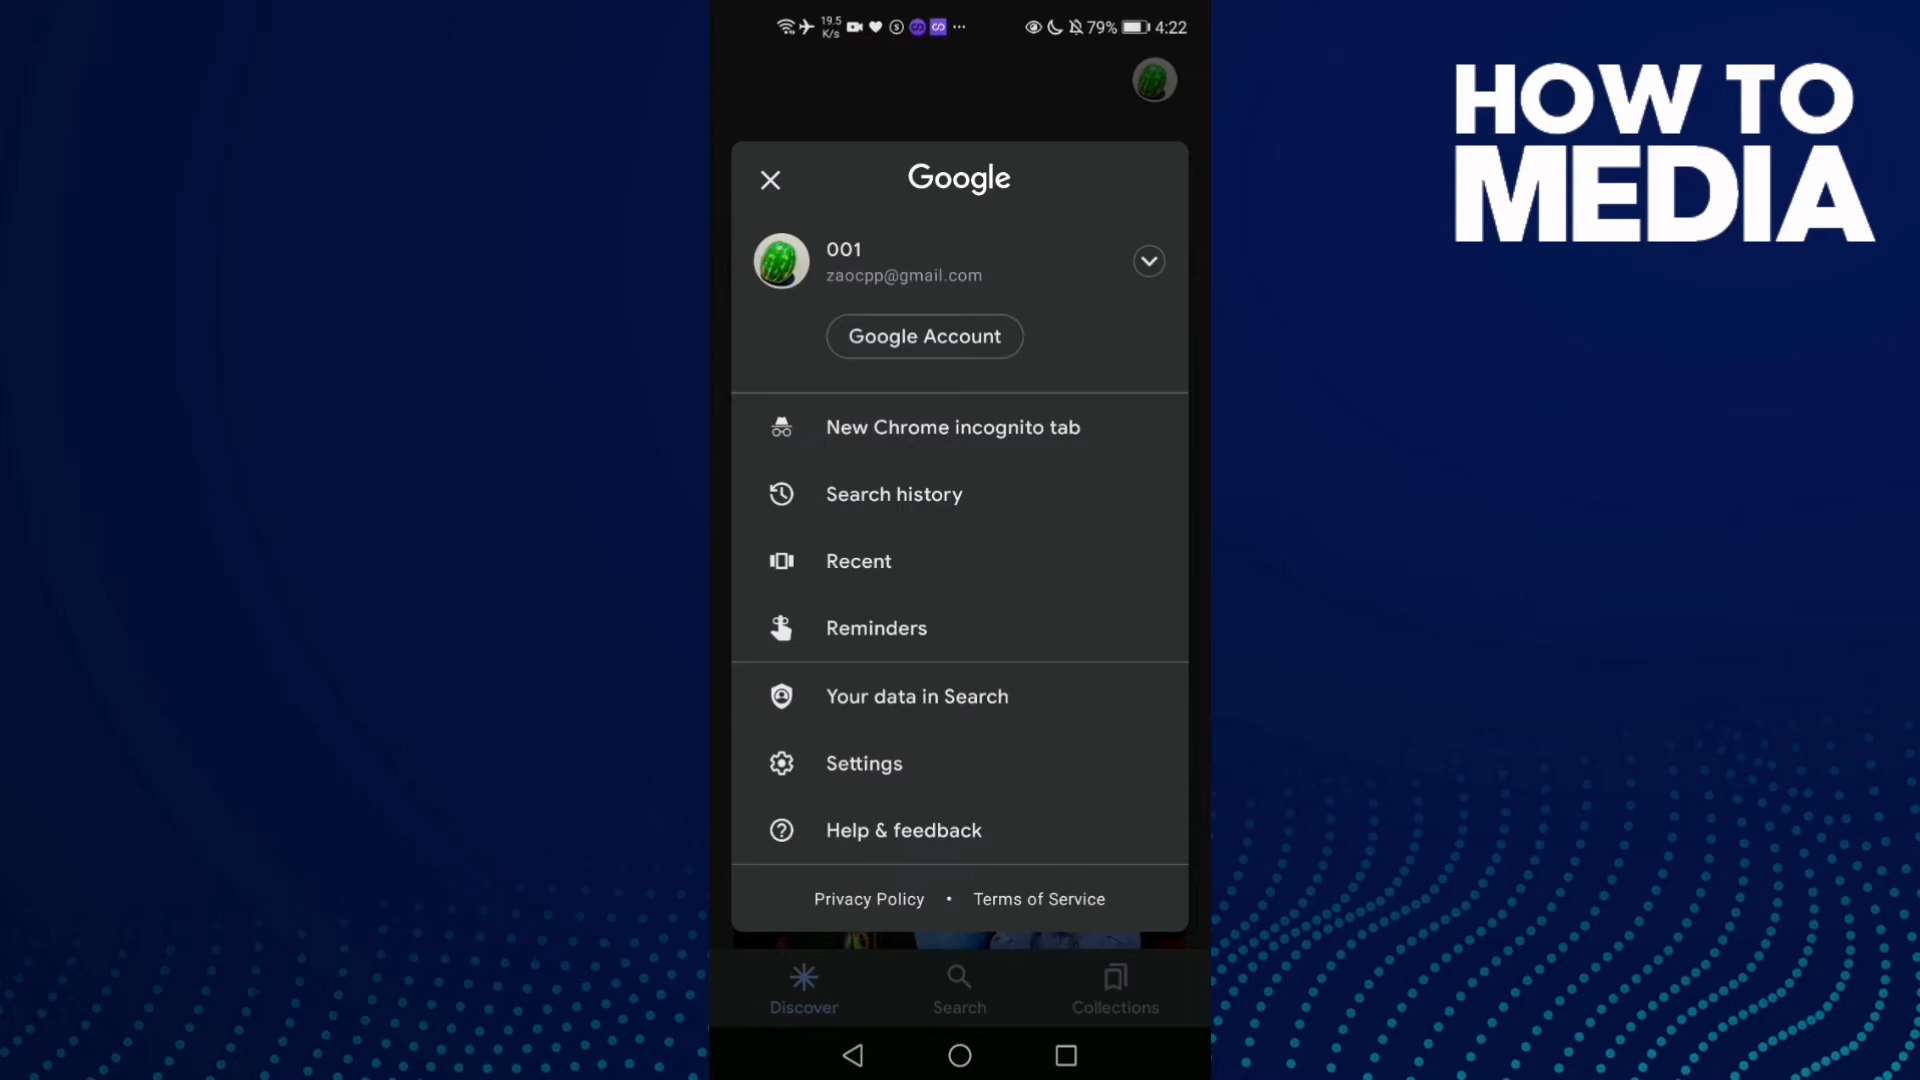 19.5
K/s
79%
4:22
HOW TO
MEDIA
Google
001
zaocpp@gmail.com
Google Account
New Chrome incognito tab
Search history
Recent
Reminders
Your data in Search
Settings
Help & feedback
Privacy Policy • Terms of Service
Discover
Search
Collections